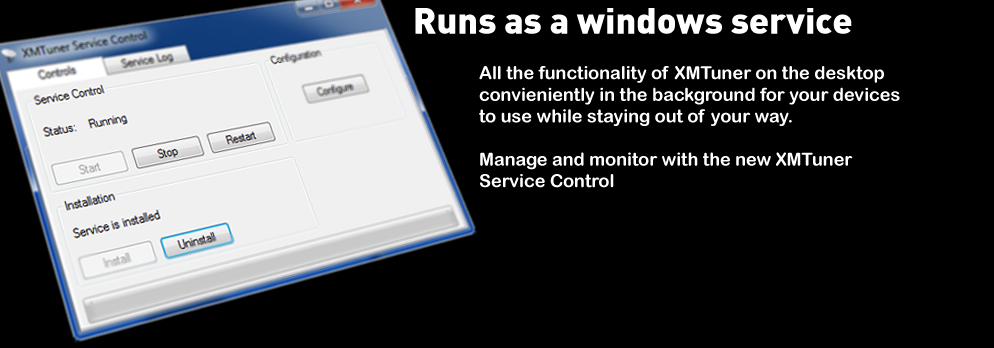 Runs as a windows service
All the functionality of XMTuner on the desktop
convieniently in the background for your devices
to use while staying out of your way.
Manage and monitor with the new XMTuner
Service Control
XMTuner Service Control
Controls
Service Log
Service Control
Status: Running
Start
Stop
Restart
Configuration
Configure
Installation
Service is installed
Install
Uninstall